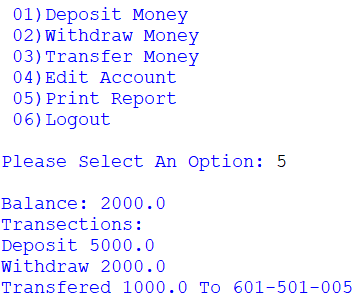 01)Deposit Money
02)Withdraw Money
03)Transfer Money
04)Edit Account
05)Print Report
06)Logout
Please Select An Option: 5
Balance: 2000.0
Transections:
Deposit 5000.0
Withdraw 2000.0
Transfered 1000.0 To 601-501-005